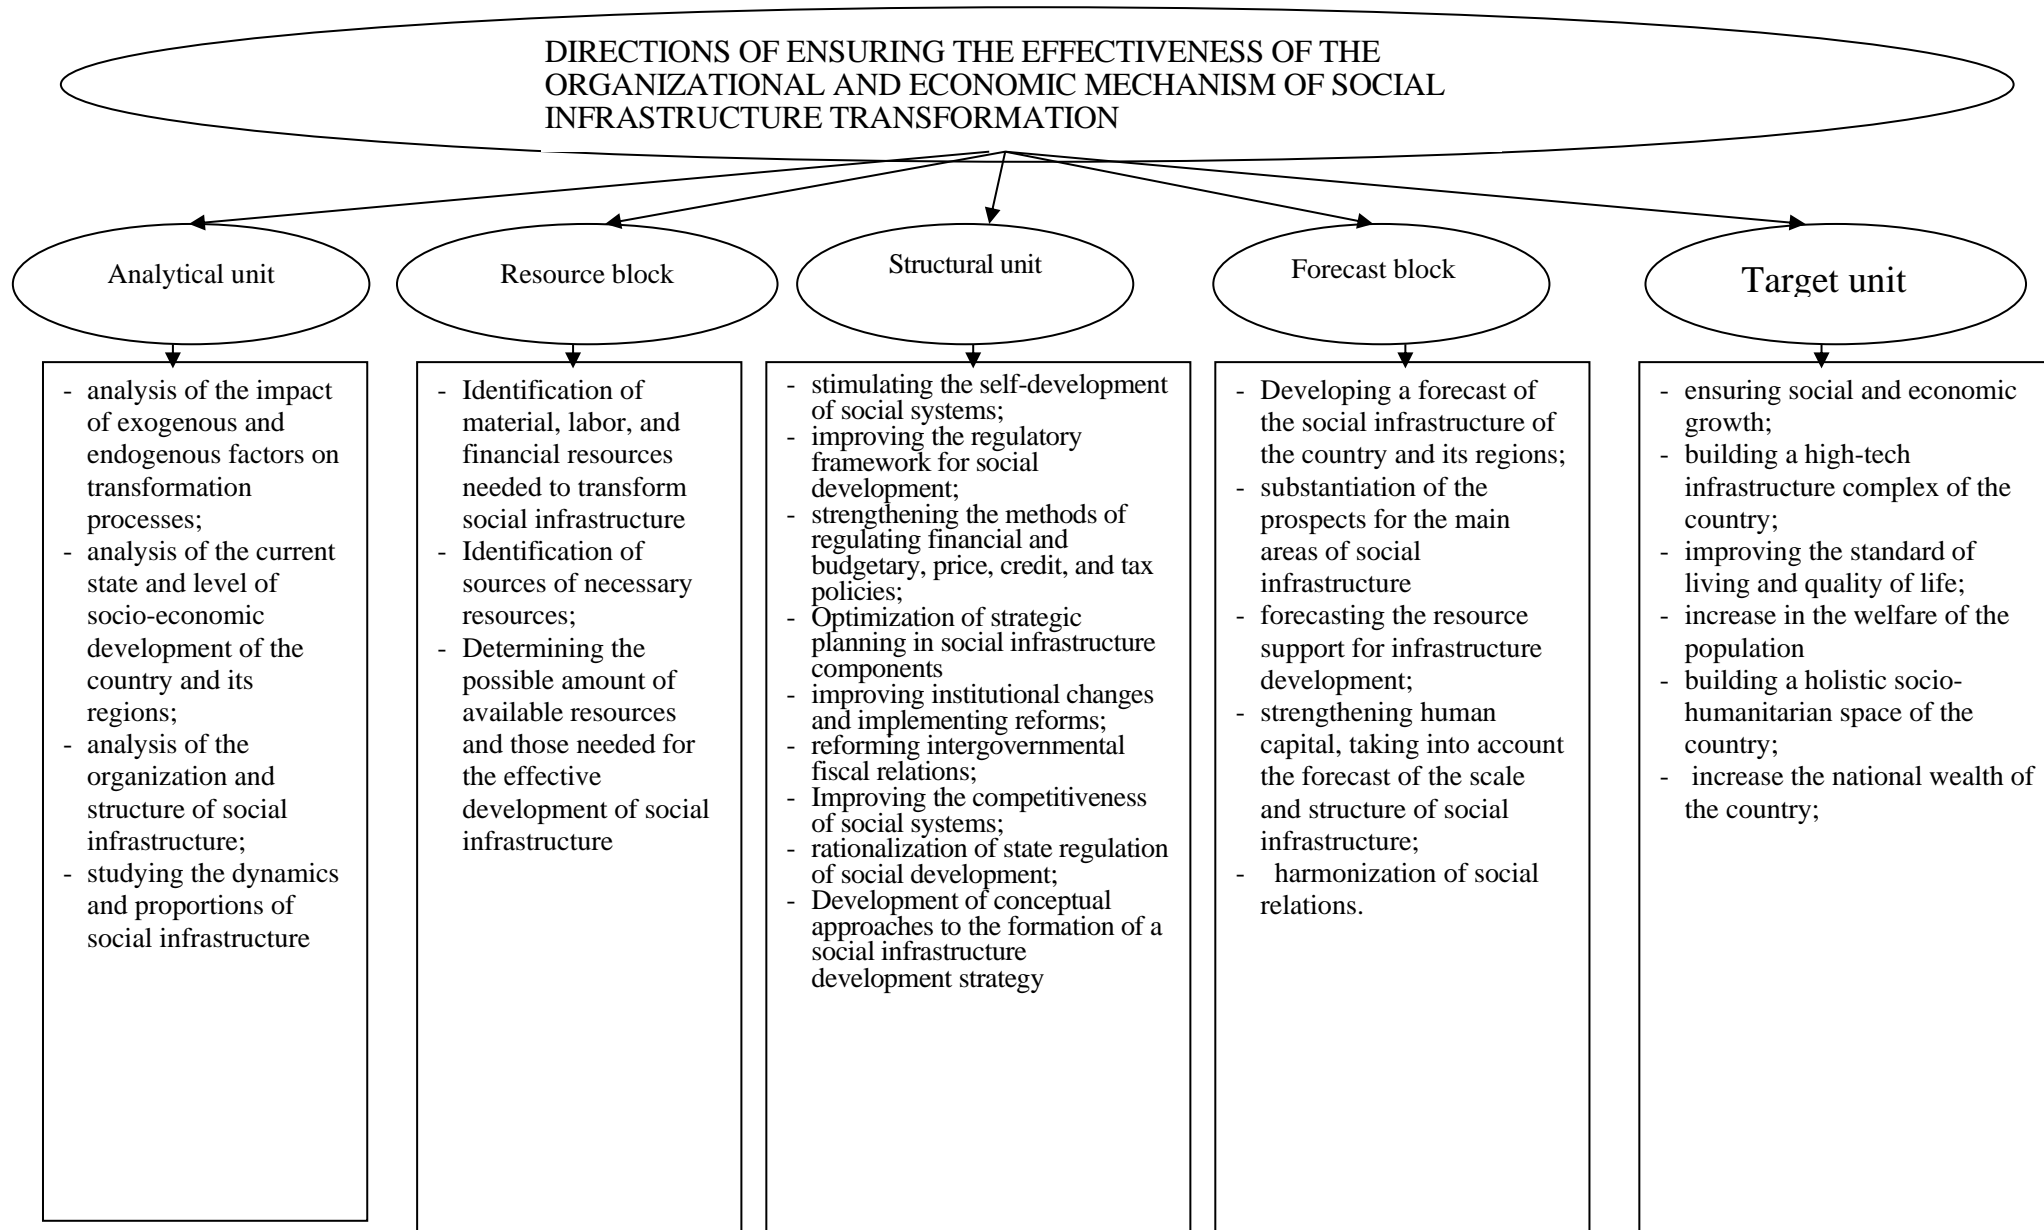 DIRECTIONS OF ENSURING THE EFFECTIVENESS OF THE
ORGANIZATIONAL AND ECONOMIC MECHANISM OF SOCIAL
INFRASTRUCTURE TRANSFORMATION
Analytical unit
Resource block
Structural unit
Forecast block
Target unit
- analysis of the impact
of exogenous and
endogenous factors on
transformation
processes;
- analysis of the current
state and level of
socio-economic
development of the
country and its
regions;
- analysis of the
organization and
structure of social
infrastructure;
- studying the dynamics
and proportions of
social infrastructure
- Identification of
material, labor, and
financial resources
needed to transform
social infrastructure
- Identification of
sources of necessary
resources;
- Determining the
possible amount of
available resources
and those needed for
the effective
development of social
infrastructure
- stimulating the self-development
of social systems;
- improving the regulatory
framework for social
development;
- strengthening the methods of
regulating financial and
budgetary, price, credit, and tax
policies;
- Optimization of strategic
planning in social infrastructure
components
- improving institutional changes
and implementing reforms;
- reforming intergovernmental
fiscal relations;
- Improving the competitiveness
of social systems;
- rationalization of state regulation
of social development;
- Development of conceptual
approaches to the formation of a
social infrastructure
development strategy
- Developing a forecast of
the social infrastructure of
the country and its regions;
- substantiation of the
prospects for the main
areas of social
infrastructure
- forecasting the resource
support for infrastructure
development;
- strengthening human
capital, taking into account
the forecast of the scale
and structure of social
infrastructure;
- harmonization of social
relations.
- ensuring social and economic
growth;
- building a high-tech
infrastructure complex of the
country;
- improving the standard of
living and quality of life;
- increase in the welfare of the
population
- building a holistic socio-
humanitarian space of the
country;
- increase the national wealth of
the country;